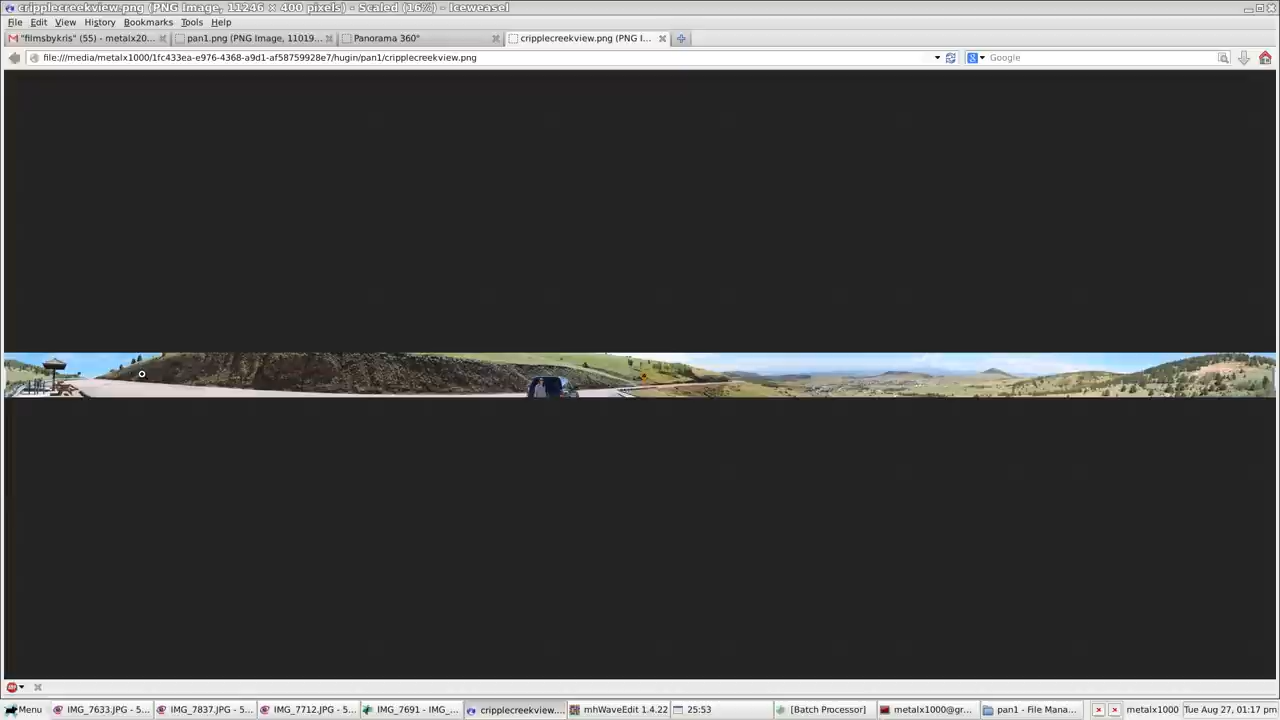 cripplecreekview.png (PNG Image, 11246 × 400 pixels) - Scaled (16%) - Iceweasel
File Edit View History Bookmarks Tools Help
"filmsbykris" (55) - metalx20... pan1.png (PNG Image, 11019... Panorama 360° cripplecreekview.png (PNG I...
file:///media/metalx1000/1fc433ea-e976-4368-a9d1-af58759928e7/hugin/pan1/cripplecreekview.png Google
Menu IMG_7633.JPG - 5... IMG_7837.JPG - 5... IMG_7712.JPG - 5... IMG_7691 - IMG_... cripplecreekview.... mhWaveEdit 1.4.22 25:53 [Batch Processor] metalx1000@gr... pan1 - File Mana... metalx1000 Tue Aug 27, 01:17 pm